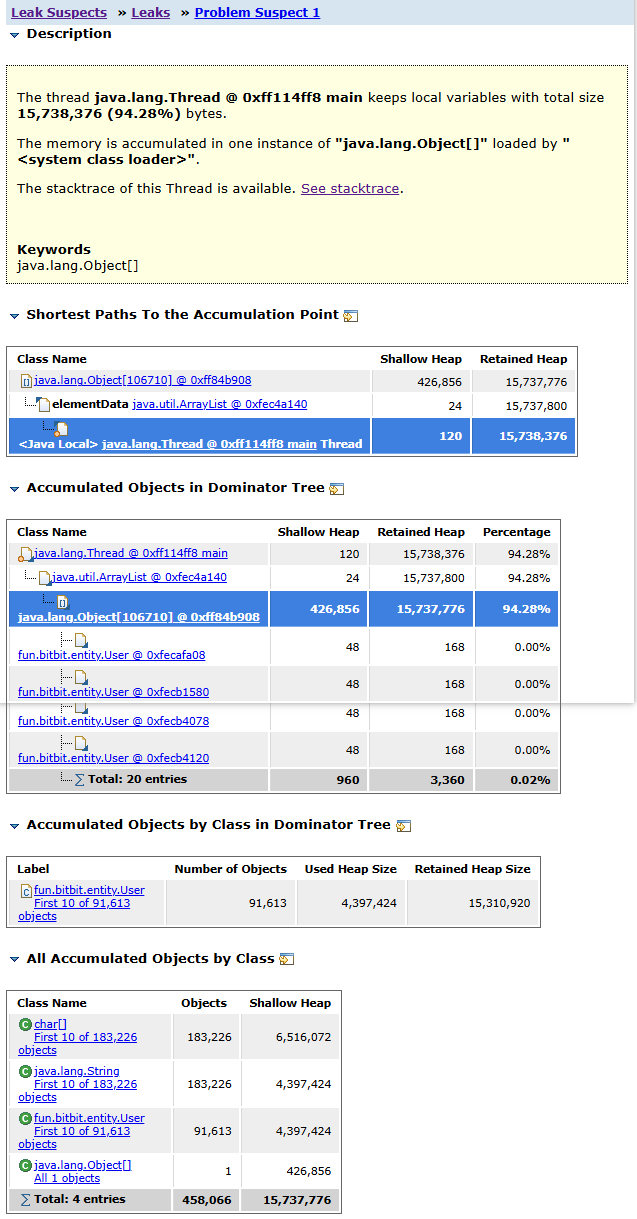 Leak Suspects » Leaks » Problem Suspect 1
Description
The thread java.lang.Thread @ 0xff114ff8 main keeps local variables with total size
15,738,376 (94.28%) bytes.
The memory is accumulated in one instance of "java.lang.Object[]" loaded by "
<system class loader>".
The stacktrace of this Thread is available. See stacktrace.
Keywords
java.lang.Object[]
Shortest Paths To the Accumulation Point
Class Name Shallow Heap Retained Heap
java.lang.Object[106710] @ 0xff84b908 426,856 15,737,776
elementData java.util.ArrayList @ 0xfec4a140 24 15,737,800
<Java Local> java.lang.Thread @ 0xff114ff8 main Thread 120 15,738,376
Accumulated Objects in Dominator Tree
Class Name Shallow Heap Retained Heap Percentage
java.lang.Thread @ 0xff114ff8 main 120 15,738,376 94.28%
java.util.ArrayList @ 0xfec4a140 24 15,737,800 94.28%
java.lang.Object[106710] @ 0xff84b908 426,856 15,737,776 94.28%
fun.bitbit.entity.User @ 0xfecafa08 48 168 0.00%
fun.bitbit.entity.User @ 0xfecb1580 48 168 0.00%
fun.bitbit.entity.User @ 0xfecb4078 48 168 0.00%
fun.bitbit.entity.User @ 0xfecb4120 48 168 0.00%
Total: 20 entries 960 3,360 0.02%
Accumulated Objects by Class in Dominator Tree
Label Number of Objects Used Heap Size Retained Heap Size
fun.bitbit.entity.User
First 10 of 91,613 91,613 4,397,424 15,310,920
objects
All Accumulated Objects by Class
Class Name Objects Shallow Heap
char[]
First 10 of 183,226 183,226 6,516,072
objects
java.lang.String
First 10 of 183,226 183,226 4,397,424
objects
fun.bitbit.entity.User
First 10 of 91,613 91,613 4,397,424
objects
java.lang.Object[]
All 1 objects 1 426,856
Total: 4 entries 458,066 15,737,776